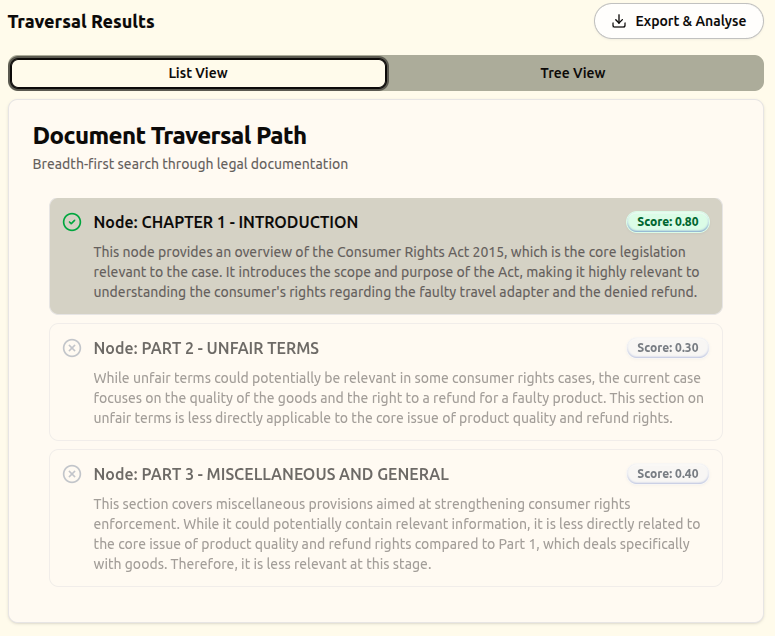 Traversal Results
Export & Analyse
List View
Tree View
Document Traversal Path
Breadth-first search through legal documentation
Node: CHAPTER 1 - INTRODUCTION
Score: 0.80
This node provides an overview of the Consumer Rights Act 2015, which is the core legislation
relevant to the case. It introduces the scope and purpose of the Act, making it highly relevant to
understanding the consumer's rights regarding the faulty travel adapter and the denied refund.
Node: PART 2 - UNFAIR TERMS
Score: 0.30
While unfair terms could potentially be relevant in some consumer rights cases, the current case
focuses on the quality of the goods and the right to a refund for a faulty product. This section on
unfair terms is less directly applicable to the core issue of product quality and refund rights.
Node: PART 3 - MISCELLANEOUS AND GENERAL
Score: 0.40
This section covers miscellaneous provisions aimed at strengthening consumer rights
enforcement. While it could potentially contain relevant information, it is less directly related to
the core issue of product quality and refund rights compared to Part 1, which deals specifically
with goods. Therefore, it is less relevant at this stage.